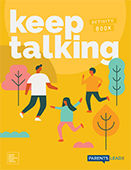 keep
ACTIVITY
BOOK
talking
PARENTS LEAD